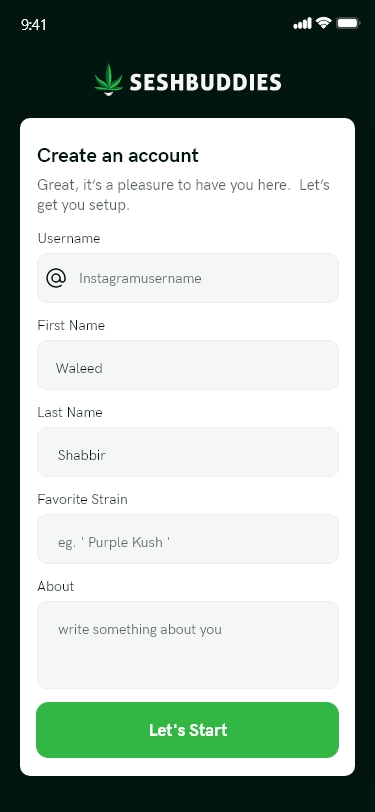 9:41
SESHBUDDIES
Create an account
Great, it’s a pleasure to have you here.  Let’s
get you setup.
Username
Instagramusername
First Name
Waleed
Last Name
Shabbir
Favorite Strain
eg. ' Purple Kush '
About
write something about you
Let's Start